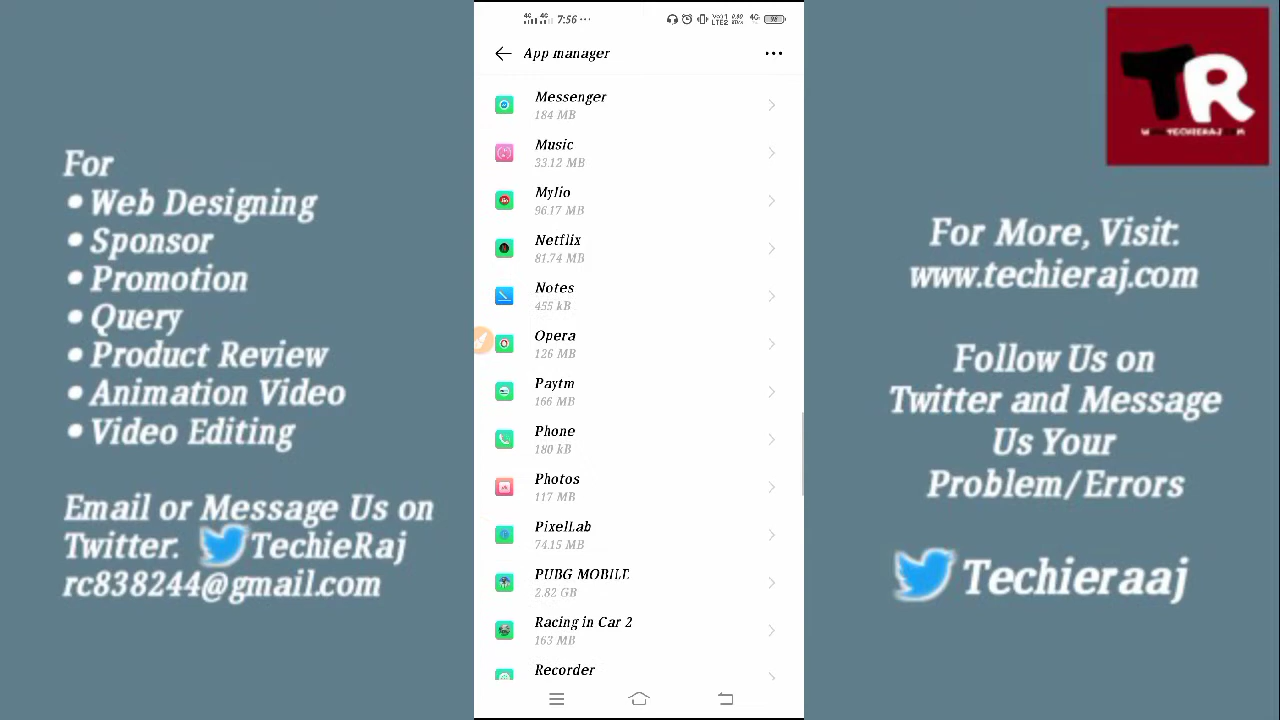 For
• Web Designing
• Sponsor
• Promotion
• Query
• Product Review
• Animation Video
• Video Editing
Email or Message Us on
Twitter. TechieRaj
rc838244@gmail.com
4G 4G 7:56 ···
4G 98
App manager
Messenger
184 MB
Music
33.12 MB
Mylio
96.17 MB
Netflix
81.74 MB
Notes
455 kB
Opera
126 MB
Paytm
166 MB
Phone
180 kB
Photos
117 MB
PixelLab
74.15 MB
PUBG MOBILE
2.82 GB
Racing in Car 2
163 MB
Recorder
TR
For More, Visit:
www.techieraj.com
Follow Us on
Twitter and Message
Us Your
Problem/Errors
Techieraaj